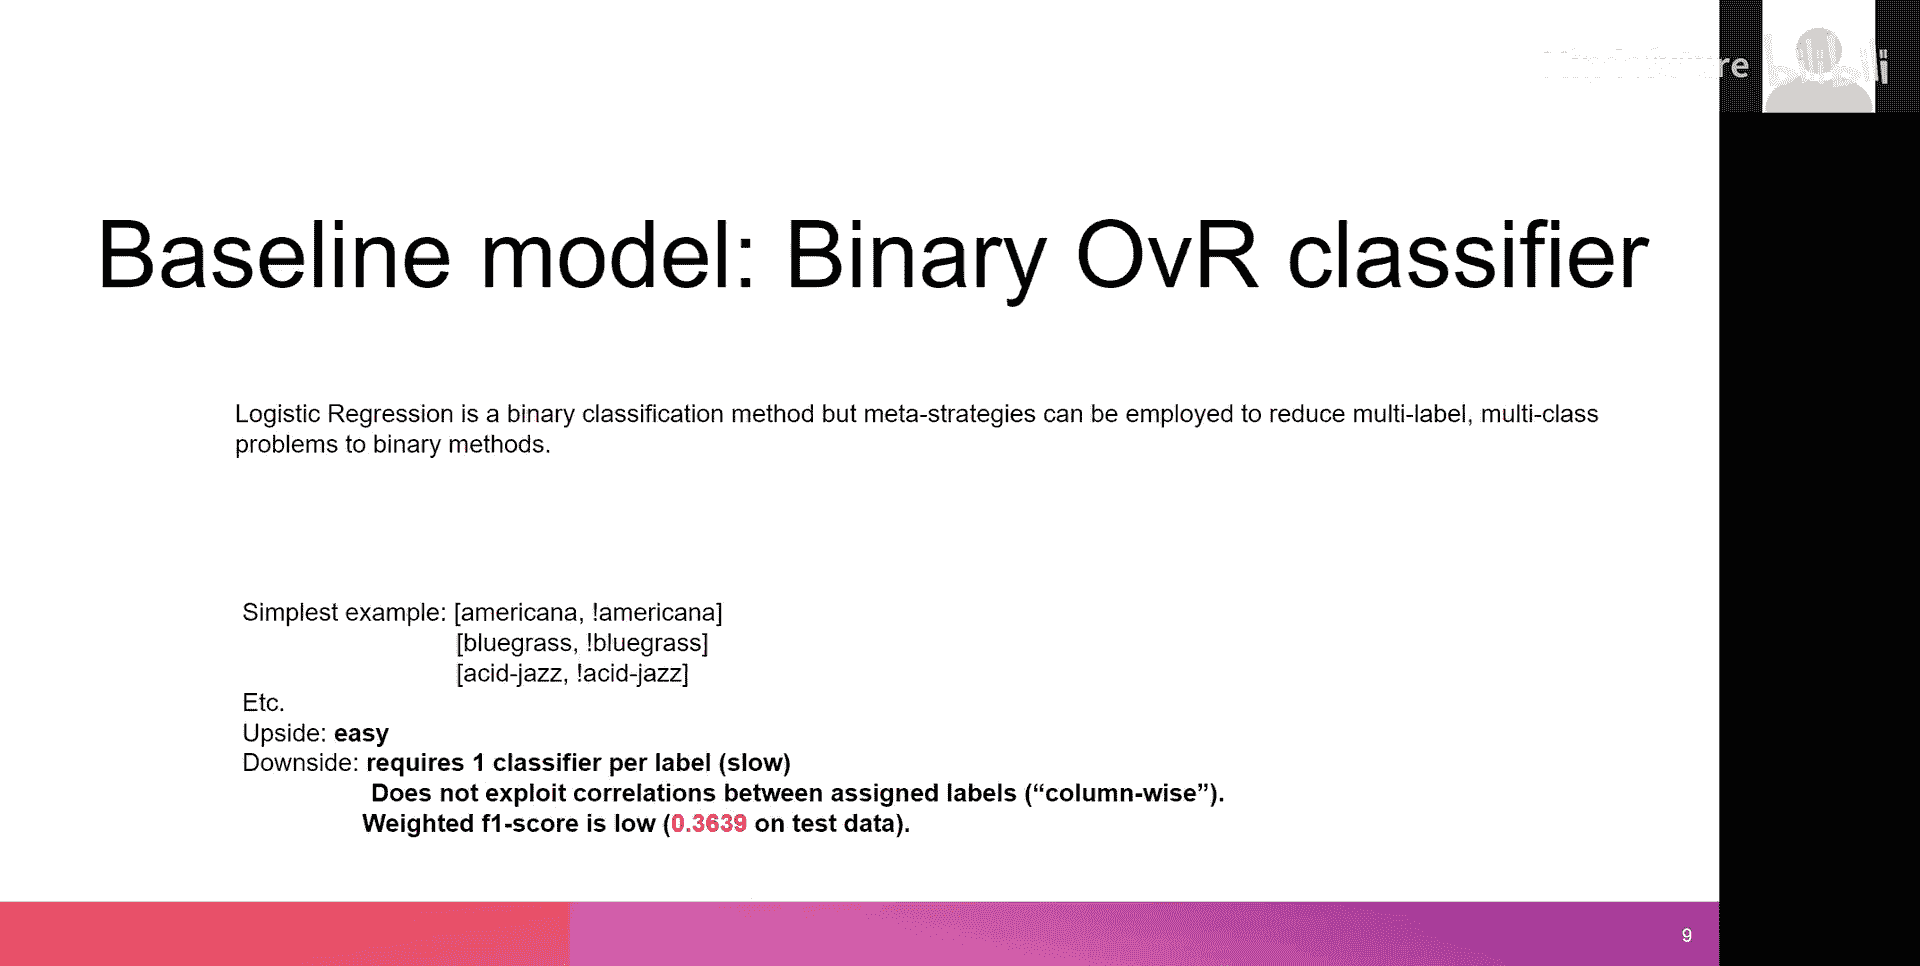 Baseline model: Binary OvR classifier
Logistic Regression is a binary classification method but meta-strategies can be employed to reduce multi-label, multi-class
problems to binary methods.
Simplest example: [americana, !americana]
[bluegrass, !bluegrass]
[acid-jazz, !acid-jazz]
Etc.
Upside: easy
Downside: requires 1 classifier per label (slow)
Does not exploit correlations between assigned labels (“column-wise”).
Weighted f1-score is low (0.3639 on test data).
9